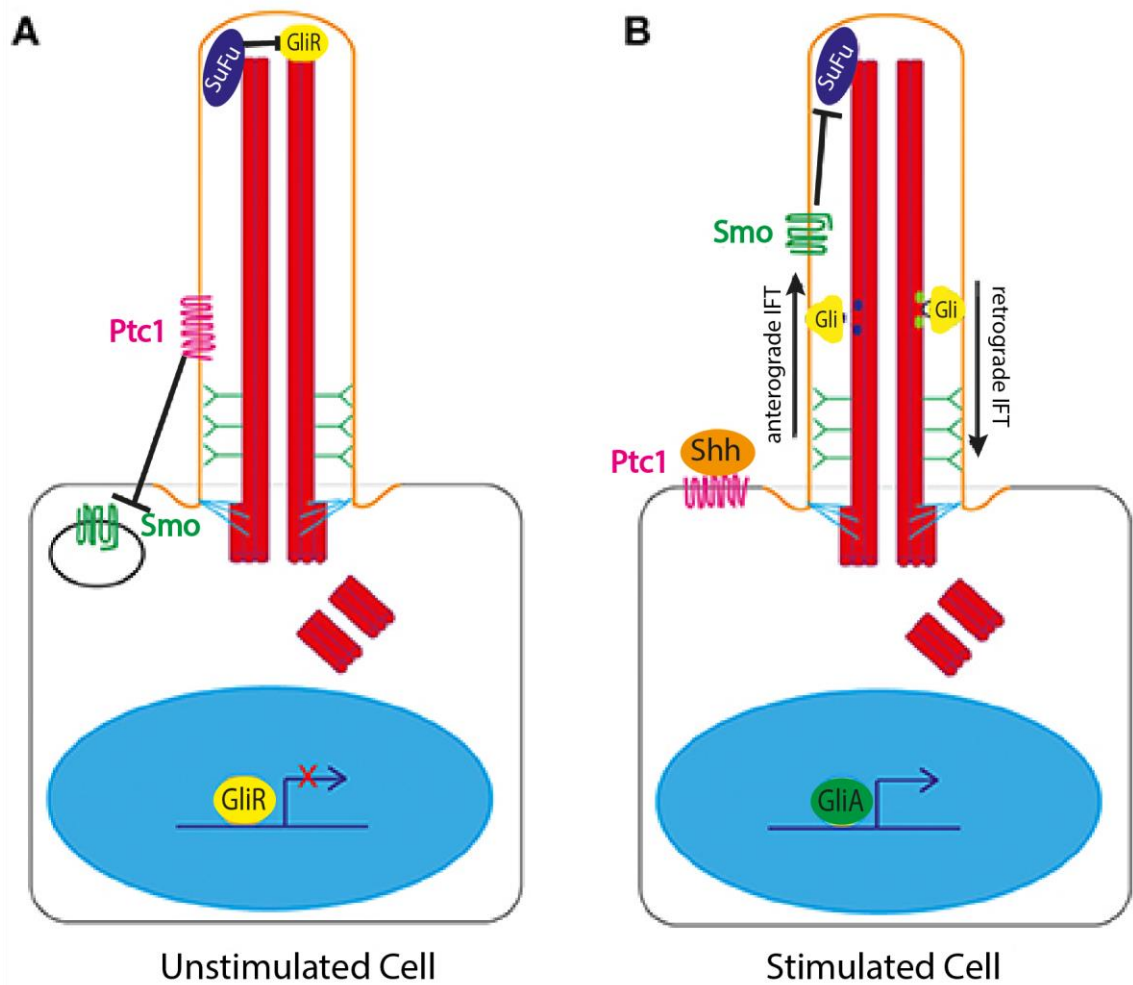 A
SuFu
GliR
Ptc1
Smo
GliR
X
Unstimulated Cell
B
SuFu
Smo
Gli
Gli
anterograde IFT
retrograde IFT
Shh
Ptc1
GliA
Stimulated Cell